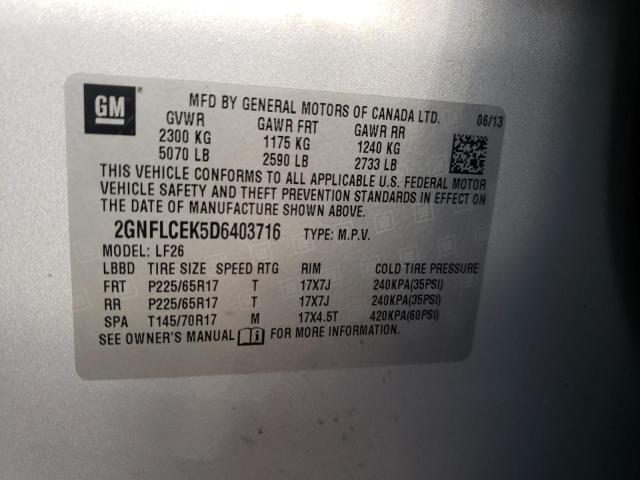 GM
MFD BY GENERAL MOTORS OF CANADA LTD. 06/13
GVWR GAWR FRT GAWR RR
2300 KG 1175 KG 1240 KG
5070 LB 2590 LB 2733 LB
THIS VEHICLE CONFORMS TO ALL APPLICABLE U.S. FEDERAL MOTOR
VEHICLE SAFETY AND THEFT PREVENTION STANDARDS IN EFFECT ON
THE DATE OF MANUFACTURE SHOWN ABOVE.
2GNFLCEK5D6403716 TYPE: M.P.V.
MODEL: LF26
LBBD TIRE SIZE SPEED RTG RIM COLD TIRE PRESSURE
FRT P225/65R17 T 17X7J 240KPA(35PSI)
RR P225/65R17 T 17X7J 240KPA(35PSI)
SPA T145/70R17 M 17X4.5T 420KPA(60PSI)
SEE OWNER'S MANUAL i FOR MORE INFORMATION.